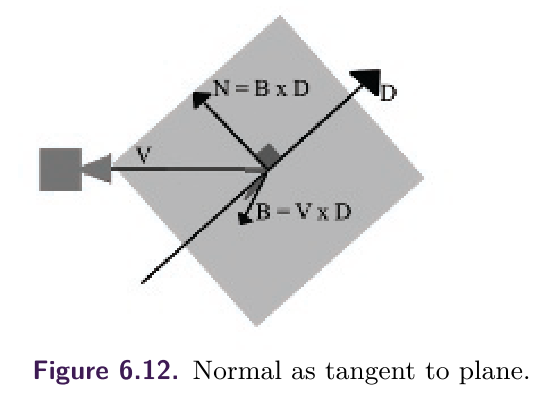 N = B x D
D
V
B = V x D
Figure 6.12. Normal as tangent to plane.